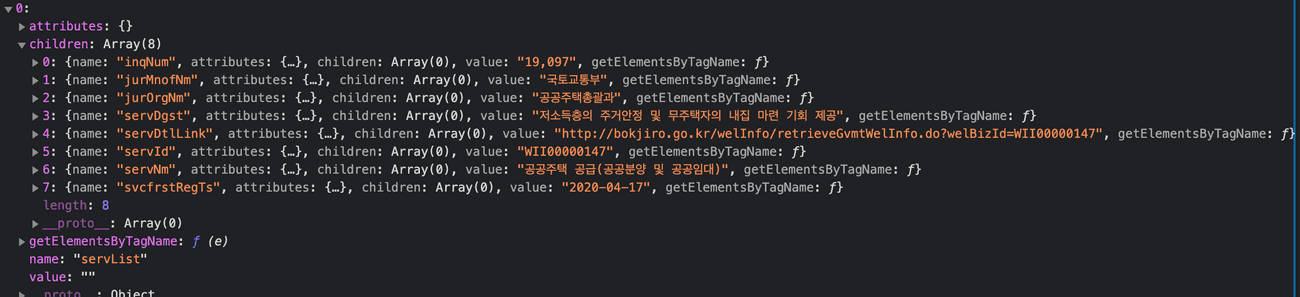 ▼0:
▶attributes: {}
▼children: Array(8)
▶0: {name: "inqNum", attributes: {…}, children: Array(0), value: "19,097", getElementsByTagName: ƒ}
▶1: {name: "jurMnofNm", attributes: {…}, children: Array(0), value: "국토교통부", getElementsByTagName: ƒ}
▶2: {name: "jurOrgNm", attributes: {…}, children: Array(0), value: "공공주택총괄과", getElementsByTagName: ƒ}
▶3: {name: "servDgst", attributes: {…}, children: Array(0), value: "저소득층의 주거안정 및 무주택자의 내집 마련 기회 제공", getElementsByTagName: ƒ}
▶4: {name: "servDtlLink", attributes: {…}, children: Array(0), value: "http://bokjiro.go.kr/welInfo/retrieveGvmtWelInfo.do?welBizId=WII00000147", getElementsByTagName: ƒ}
▶5: {name: "servId", attributes: {…}, children: Array(0), value: "WII00000147", getElementsByTagName: ƒ}
▶6: {name: "servNm", attributes: {…}, children: Array(0), value: "공공주택 공급(공공분양 및 공공임대)", getElementsByTagName: ƒ}
▶7: {name: "svcfrstRegTs", attributes: {…}, children: Array(0), value: "2020-04-17", getElementsByTagName: ƒ}
length: 8
▶__proto__: Array(0)
▶getElementsByTagName: ƒ (e)
name: "servList"
value: ""
▶__proto__: Object